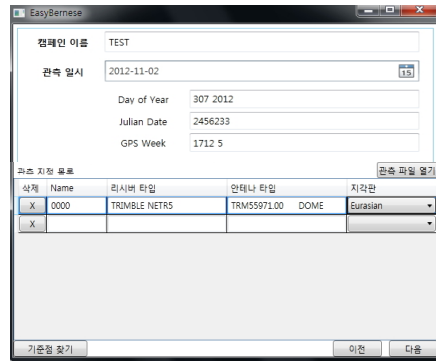 EasyBernese
캠페인 이름 TEST
관측 일시 2012-11-02 15
Day of Year 307 2012
Julian Date 2456233
GPS Week 1712 5
관측 지점 목록 관측 파일 열기
삭제 Name 리시버 타입 안테나 타입 지각판
X 0000 TRIMBLE NETR5 TRM55971.00 DOME Eurasian
X
기준점 찾기 이전 다음